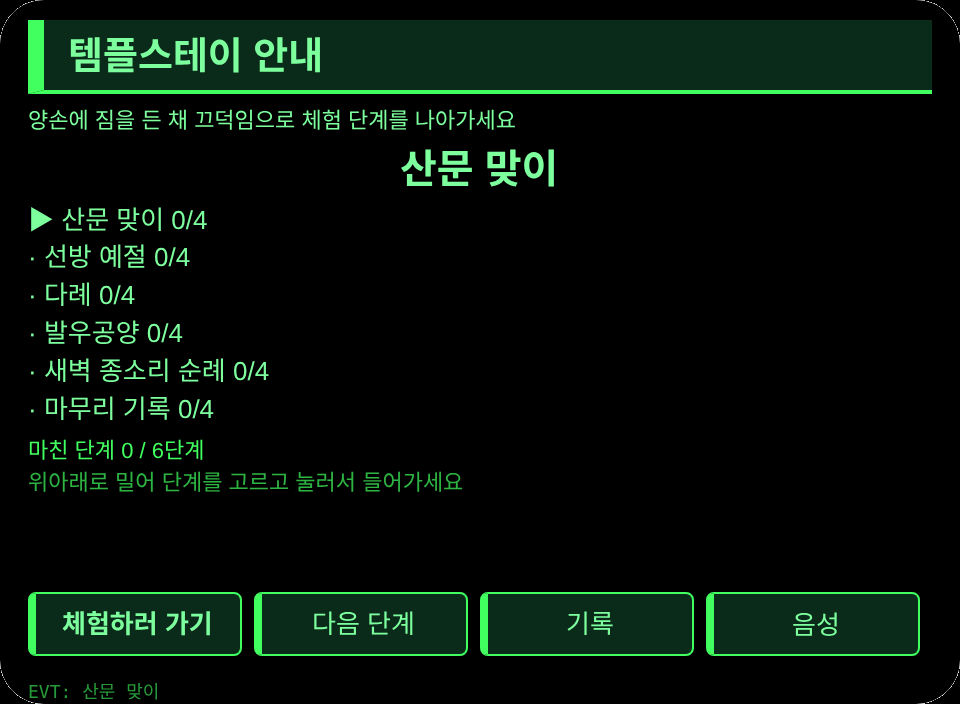 템플스테이 안내
양손에 짐을 든 채 끄덕임으로 체험 단계를 나아가세요
산문 맞이
▶ 산문 맞이 0/4
· 선방 예절 0/4
· 다례 0/4
· 발우공양 0/4
· 새벽 종소리 순례 0/4
· 마무리 기록 0/4
마친 단계 0 / 6단계
위아래로 밀어 단계를 고르고 눌러서 들어가세요
체험하러 가기
다음 단계
기록
음성
EVT: 산문 맞이